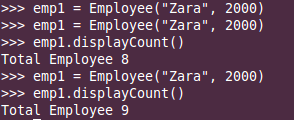 >>> emp1 = Employee("Zara", 2000)
>>> emp1 = Employee("Zara", 2000)
>>> emp1.displayCount()
Total Employee 8
>>> emp1 = Employee("Zara", 2000)
>>> emp1.displayCount()
Total Employee 9